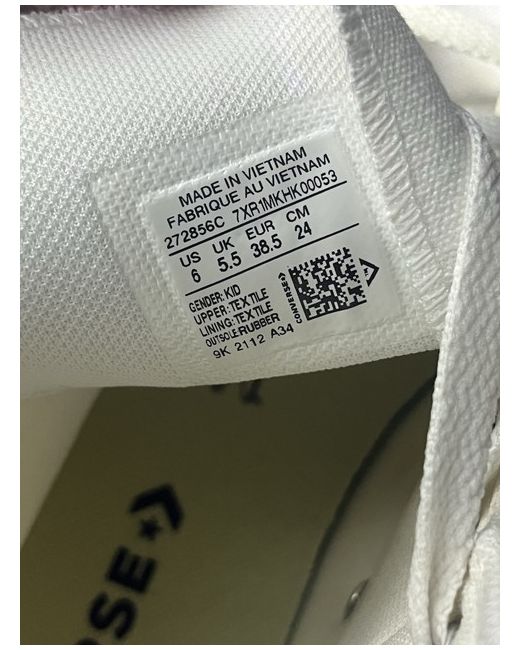 MADE IN VIETNAM
FABRIQUE AU VIETNAM
272856C 7XR1MKHK00053
US UK EUR CM
6 5.5 38.5 24
GENDER: KID
UPPER: TEXTILE
LINING: TEXTILE
OUTSOLE:RUBBER
9K 2112 A34
CONVERSE
RSE